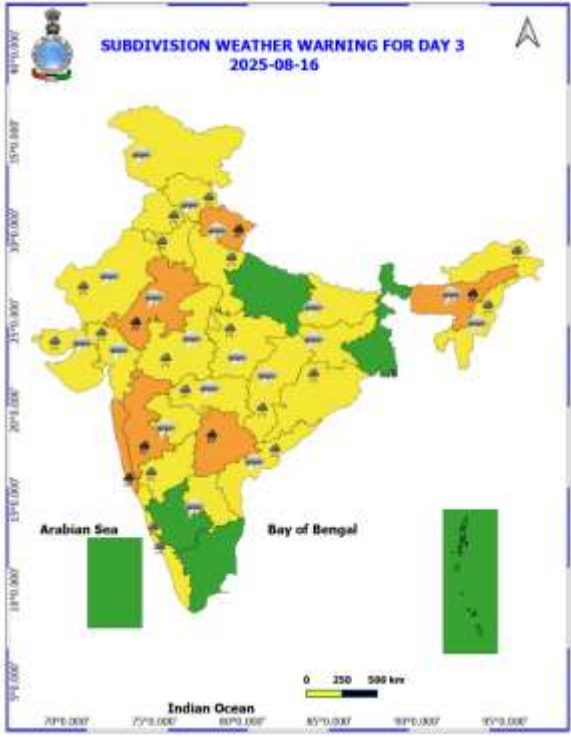 SUBDIVISION WEATHER WARNING FOR DAY 3
2025-08-16
Arabian Sea
Bay of Bengal
0 250 500 km
Indian Ocean
70°0.000' 75°0.000' 80°0.000' 85°0.000' 90°0.000' 95°0.000'